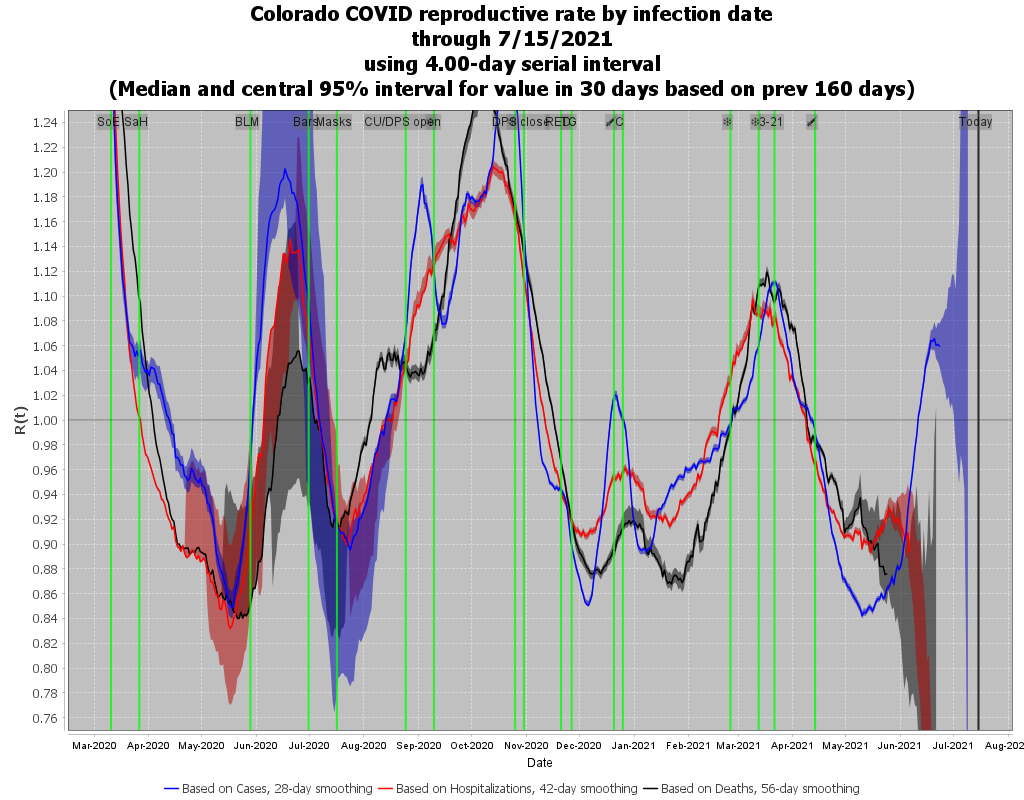 Colorado COVID reproductive rate by infection date
through 7/15/2021
using 4.00-day serial interval
(Median and central 95% interval for value in 30 days based on prev 160 days)
SoE SaH BLM Bars Masks CU/DPS open DPS close RED C Today
3-21
R(t)
1.24
1.22
1.20
1.18
1.16
1.14
1.12
1.10
1.08
1.06
1.04
1.02
1.00
0.98
0.96
0.94
0.92
0.90
0.88
0.86
0.84
0.82
0.80
0.78
0.76
Mar-2020 Apr-2020 May-2020 Jun-2020 Jul-2020 Aug-2020 Sep-2020 Oct-2020 Nov-2020 Dec-2020 Jan-2021 Feb-2021 Mar-2021 Apr-2021 May-2021 Jun-2021 Jul-2021 Aug-202
Date
Based on Cases, 28-day smoothing Based on Hospitalizations, 42-day smoothing Based on Deaths, 56-day smoothing